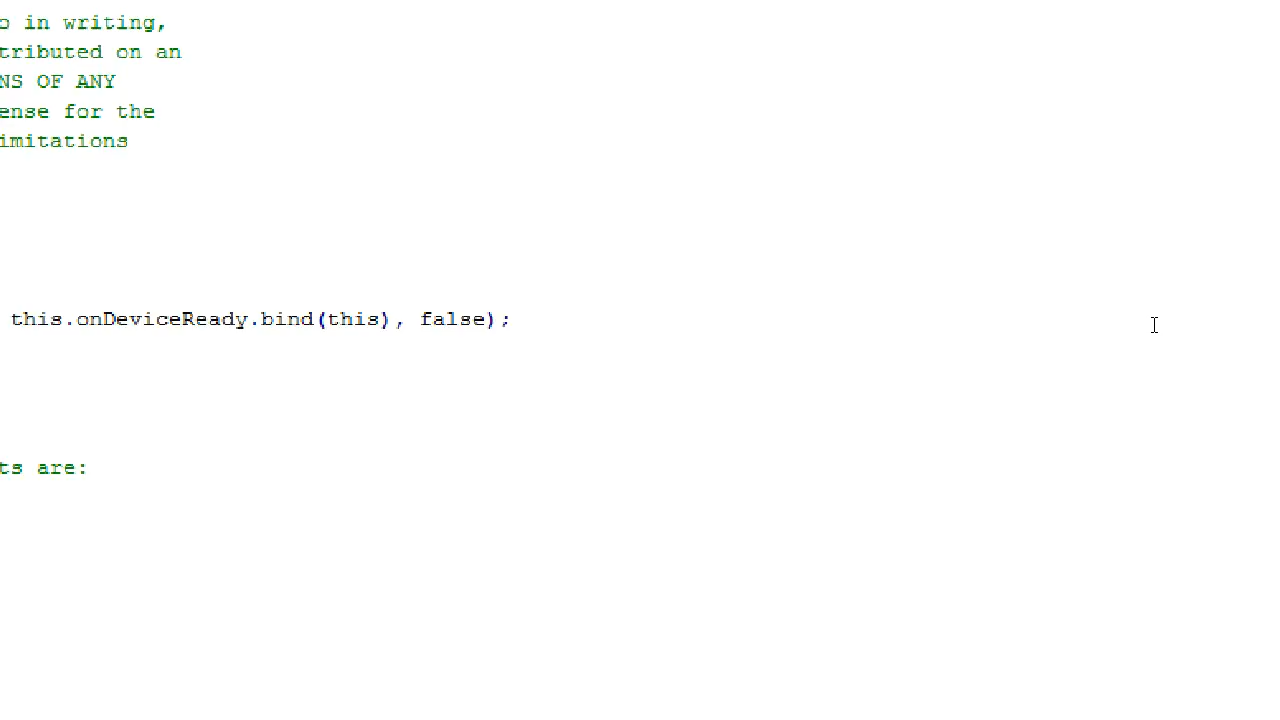 o in writing,
tributed on an
NS OF ANY
ense for the
imitations
this.onDeviceReady.bind(this), false);
ts are: